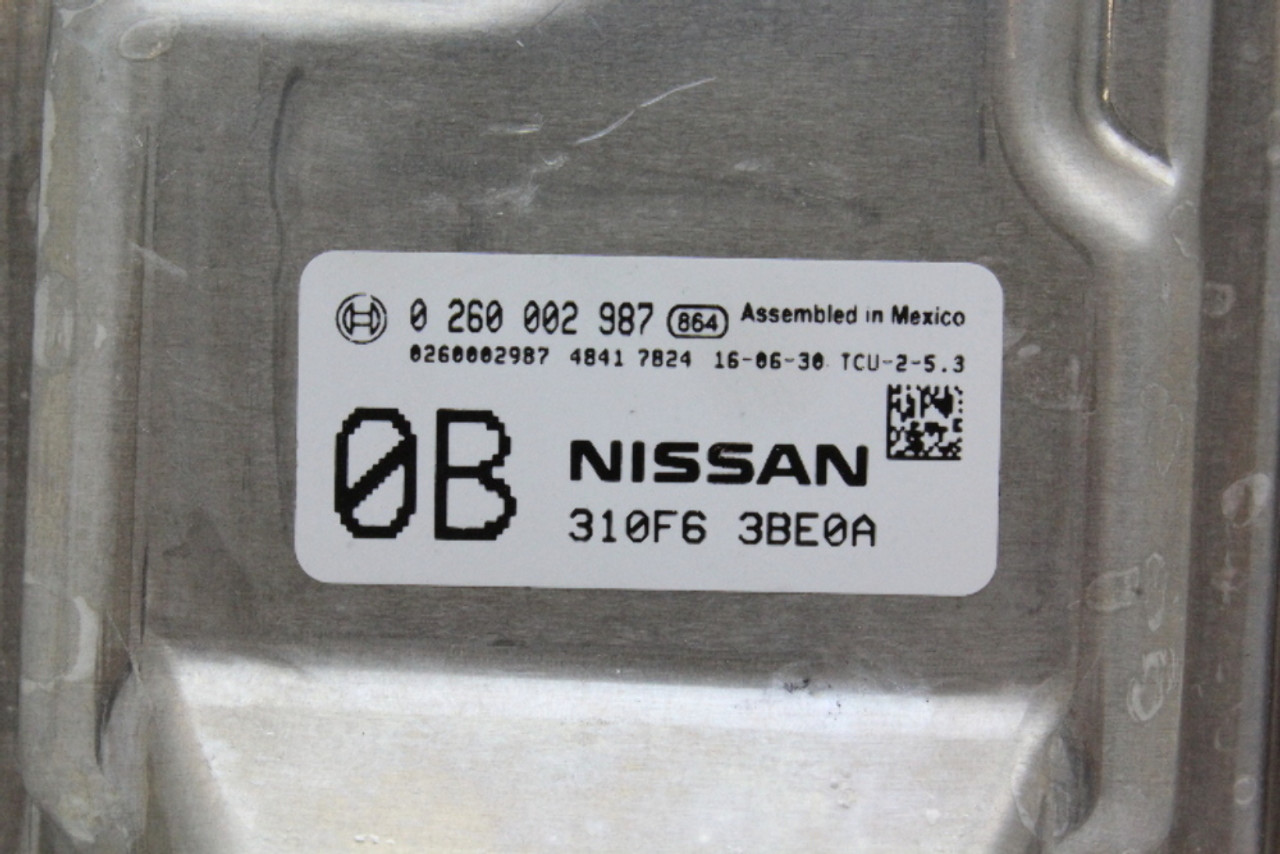 0 260 002 987 864 Assembled in Mexico
0260002987 4841 7824 16-06-30 TCU-2-5.3
0B NISSAN
310F6 3BE0A